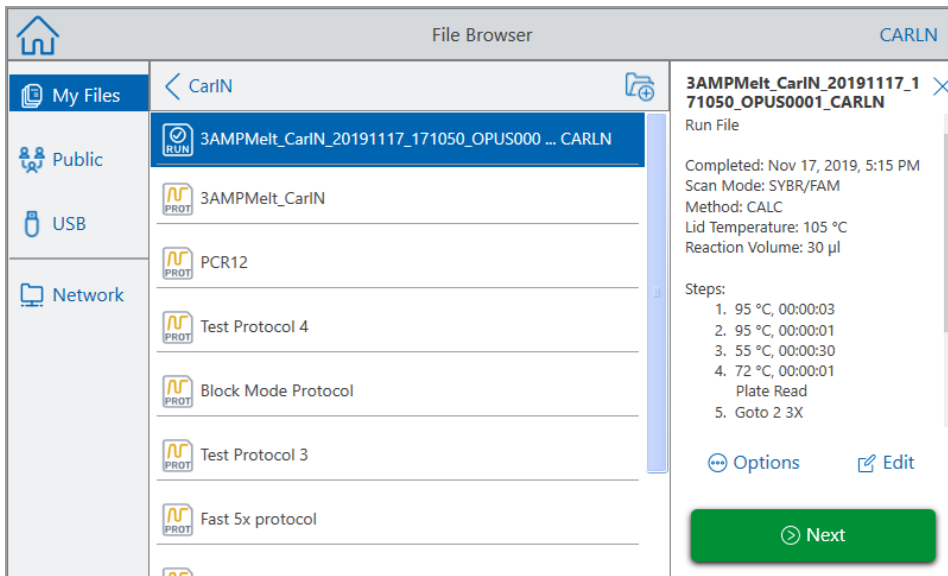 File Browser
CARLN
My Files
Public
USB
Network
CarIN
RUN
3AMPMelt_CarIN_20191117_171050_OPUS000 ... CARLN
PROT
3AMPMelt_CarIN
PROT
PCR12
PROT
Test Protocol 4
PROT
Block Mode Protocol
PROT
Test Protocol 3
PROT
Fast 5x protocol
3AMPMelt_CarIN_20191117_1
71050_OPUS0001_CARLN
Run File
Completed: Nov 17, 2019, 5:15 PM
Scan Mode: SYBR/FAM
Method: CALC
Lid Temperature: 105 °C
Reaction Volume: 30 µl
Steps:
1. 95 °C, 00:00:03
2. 95 °C, 00:00:01
3. 55 °C, 00:00:30
4. 72 °C, 00:00:01
Plate Read
5. Goto 2 3X
Options
Edit
Next